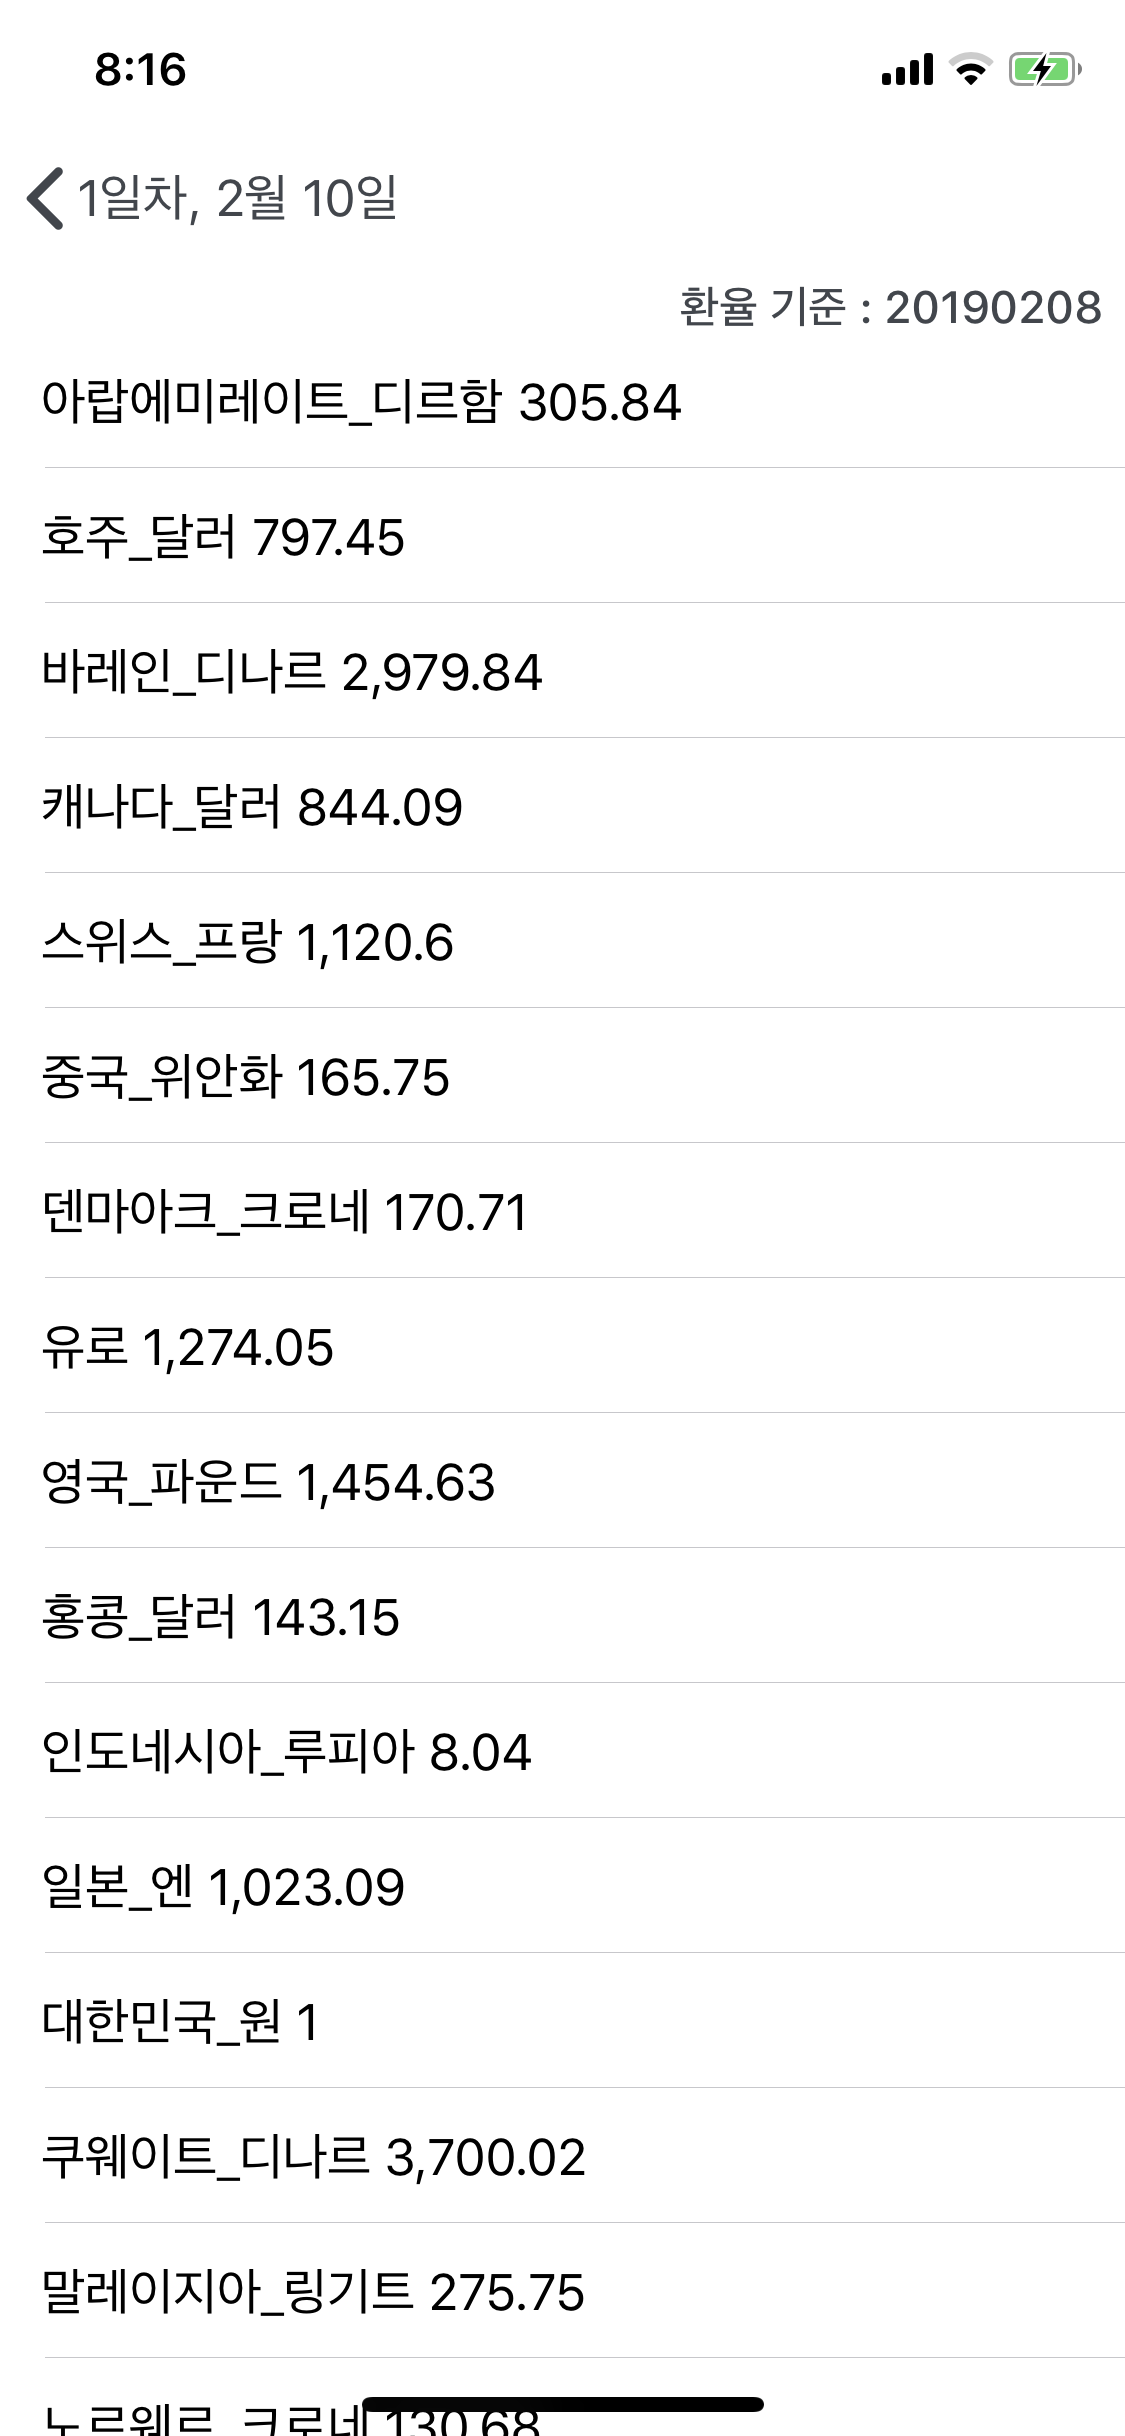 8:16
1일차, 2월 10일
환율 기준 : 20190208
아랍에미레이트_디르함 305.84
호주_달러 797.45
바레인_디나르 2,979.84
캐나다_달러 844.09
스위스_프랑 1,120.6
중국_위안화 165.75
덴마아크_크로네 170.71
유로 1,274.05
영국_파운드 1,454.63
홍콩_달러 143.15
인도네시아_루피아 8.04
일본_엔 1,023.09
대한민국_원 1
쿠웨이트_디나르 3,700.02
말레이지아_링기트 275.75
노르웨르_크로네 130.68